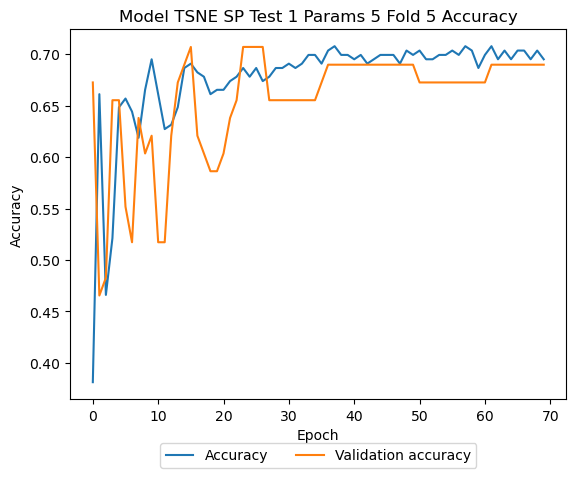 Model TSNE SP Test 1 Params 5 Fold 5 Accuracy
Accuracy
0.70
0.65
0.60
0.55
0.50
0.45
0.40
0 10 20 30 40 50 60 70
Epoch
Accuracy Validation accuracy